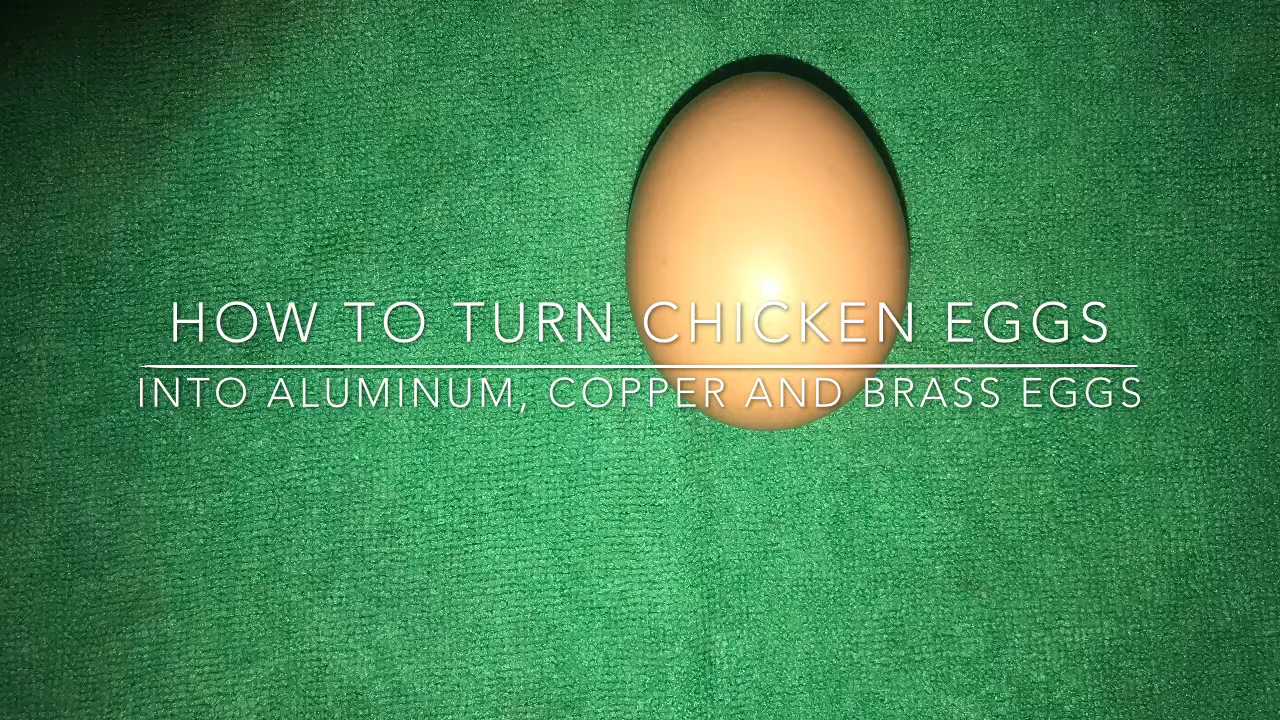 HOW TO TURN CHICKEN EGGS
INTO ALUMINUM, COPPER AND BRASS EGGS